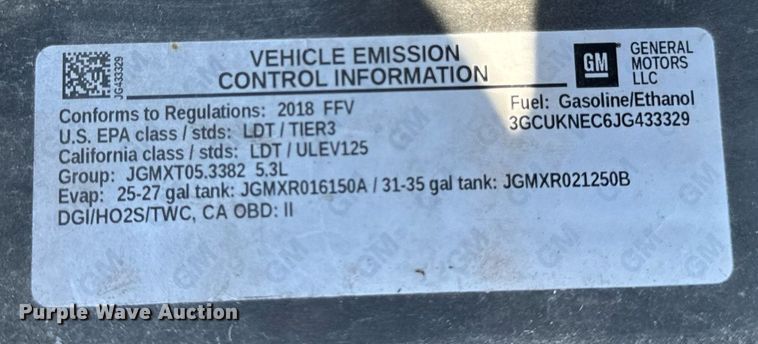 JG433329
VEHICLE EMISSION
CONTROL INFORMATION
GM
GENERAL
MOTORS
LLC
Conforms to Regulations: 2018 FFV
Fuel: Gasoline/Ethanol
U.S. EPA class / stds: LDT / TIER3
3GCUKNEC6JG433329
California class / stds: LDT / ULEV125
Group: JGMXT05.3382 5.3L
Evap: 25-27 gal tank: JGMXR016150A / 31-35 gal tank: JGMXR021250B
DGI/HO2S/TWC, CA OBD: II
Purple Wave Auction